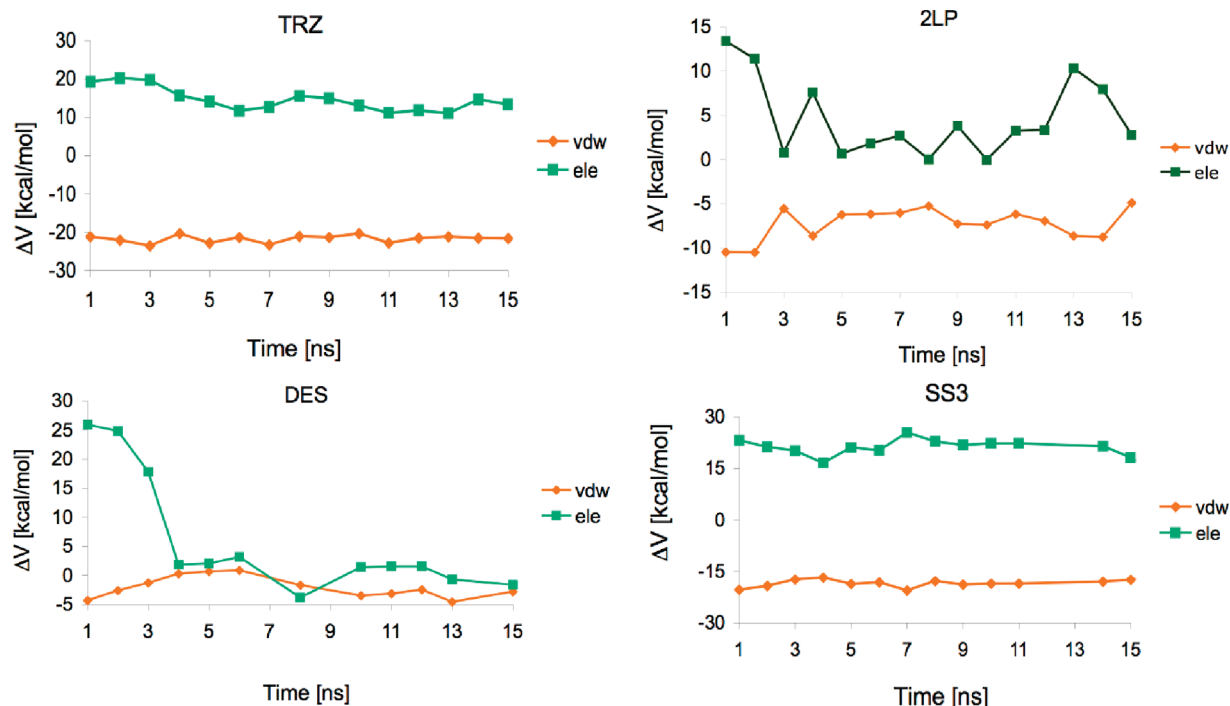 TRZ
30
20
10
0
-10
-20
-30
ΔV [kcal/mol]
1 3 5 7 9 11 13 15
Time [ns]
vdw
ele
2LP
15
10
5
0
-5
-10
-15
ΔV [kcal/mol]
1 3 5 7 9 11 13 15
Time [ns]
vdw
ele
DES
30
25
20
15
10
5
0
-5
ΔV [kcal/mol]
1 3 5 7 9 11 13 15
Time [ns]
vdw
ele
SS3
30
15
0
-15
-30
ΔV [kcal/mol]
1 3 5 7 9 11 13 15
Time [ns]
vdw
ele